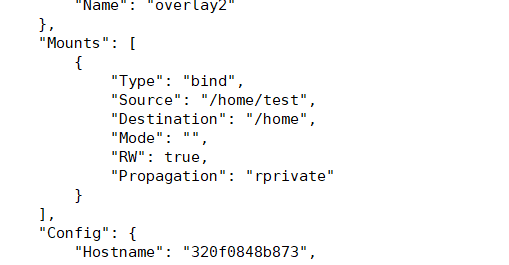 "Name": "overlay2"
},
"Mounts": [
{
"Type": "bind",
"Source": "/home/test",
"Destination": "/home",
"Mode": "",
"RW": true,
"Propagation": "rprivate"
}
],
"Config": {
"Hostname": "320f0848b873",